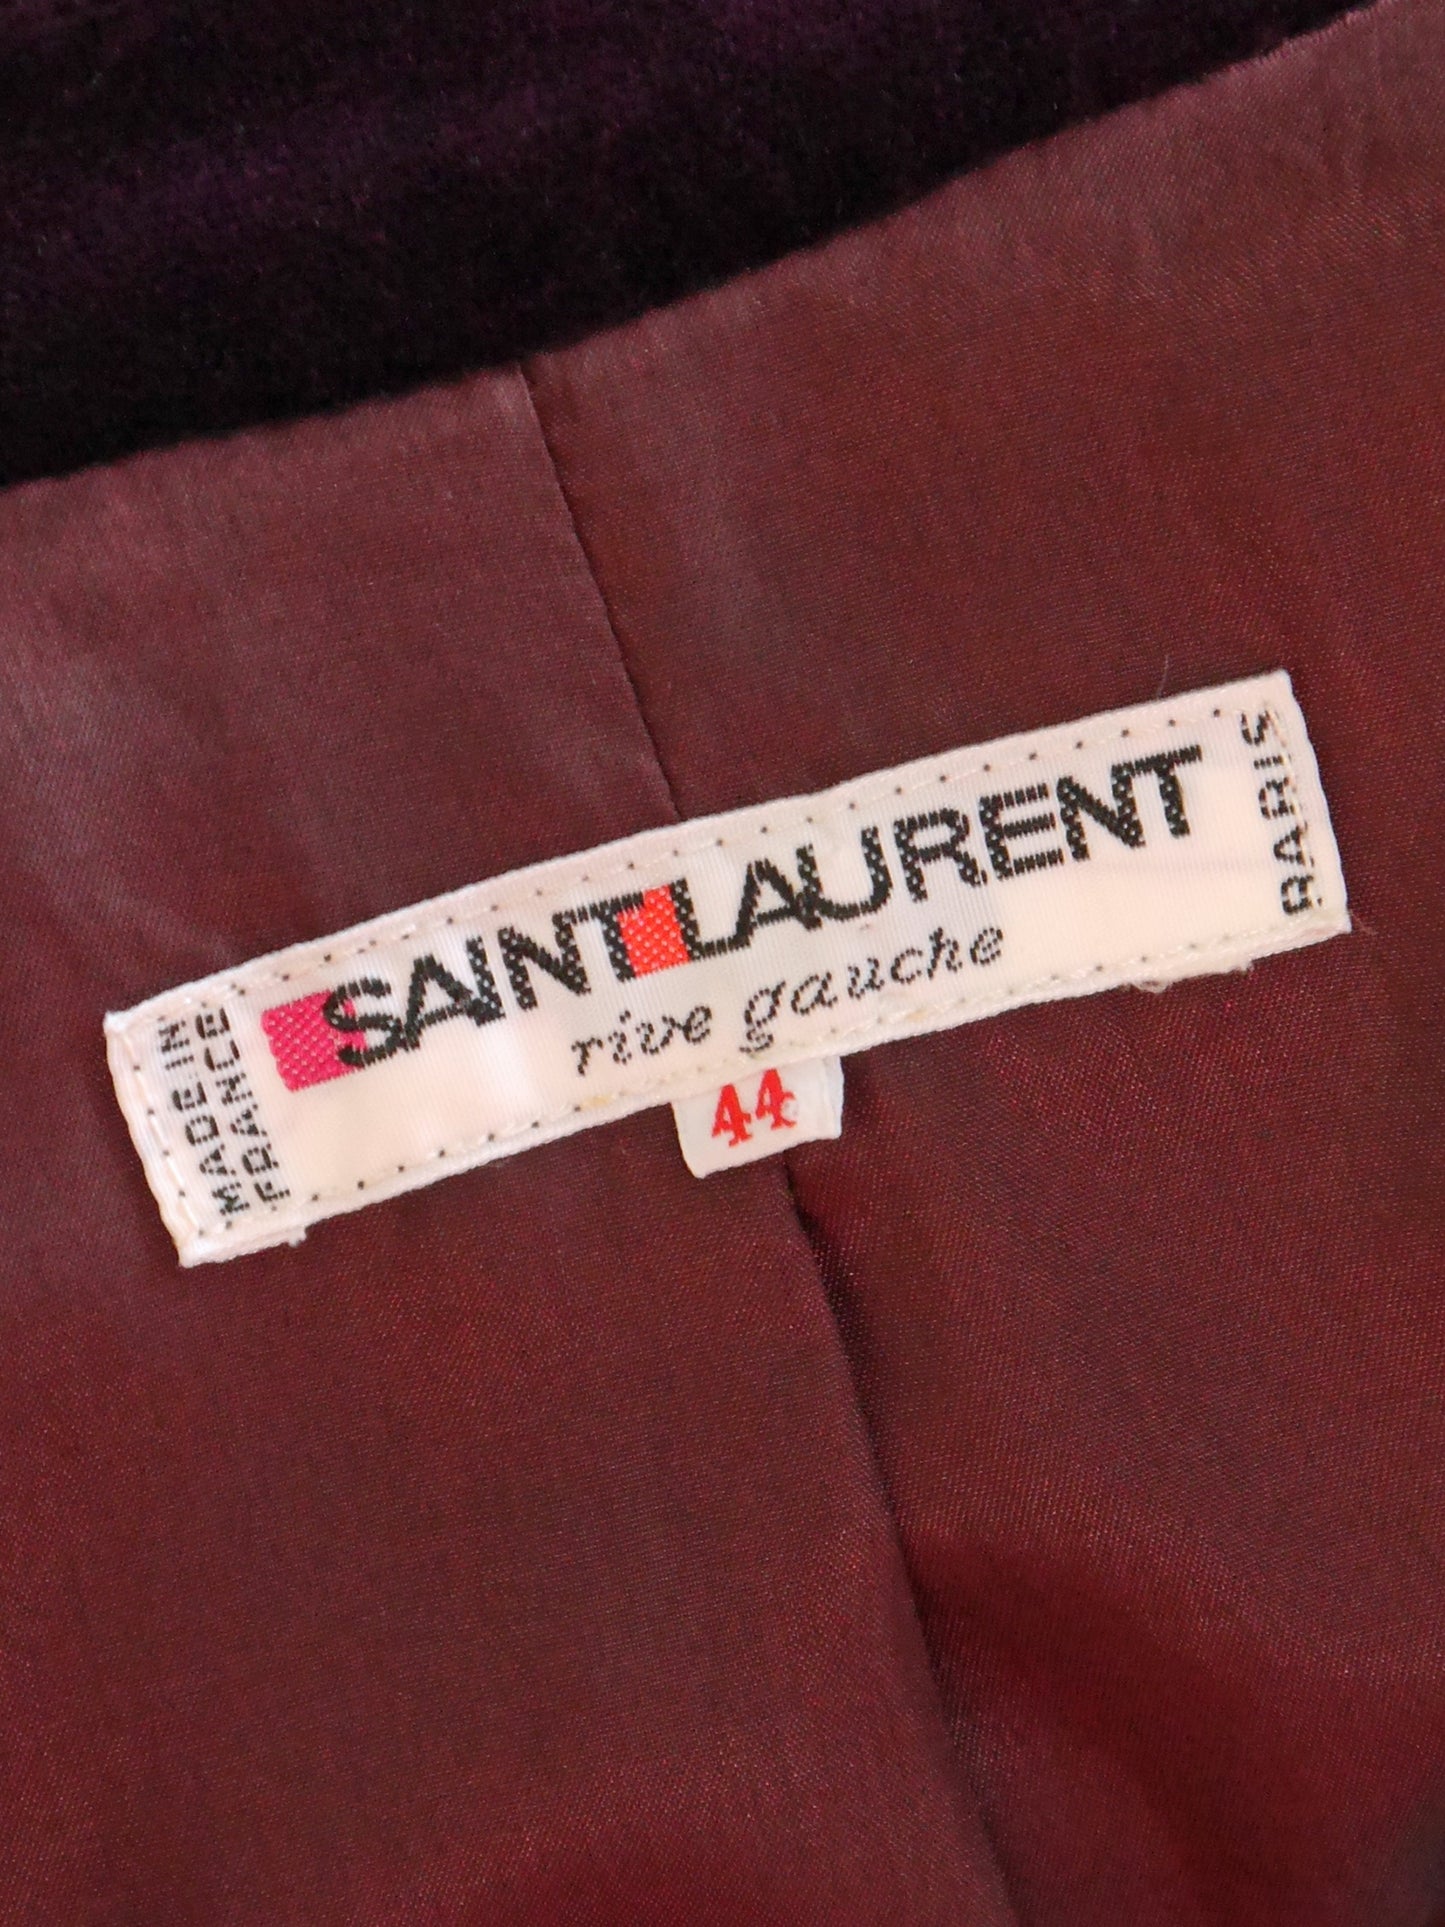 MADE IN
FRANCE
SAINT LAURENT
rive gauche
PARIS
44